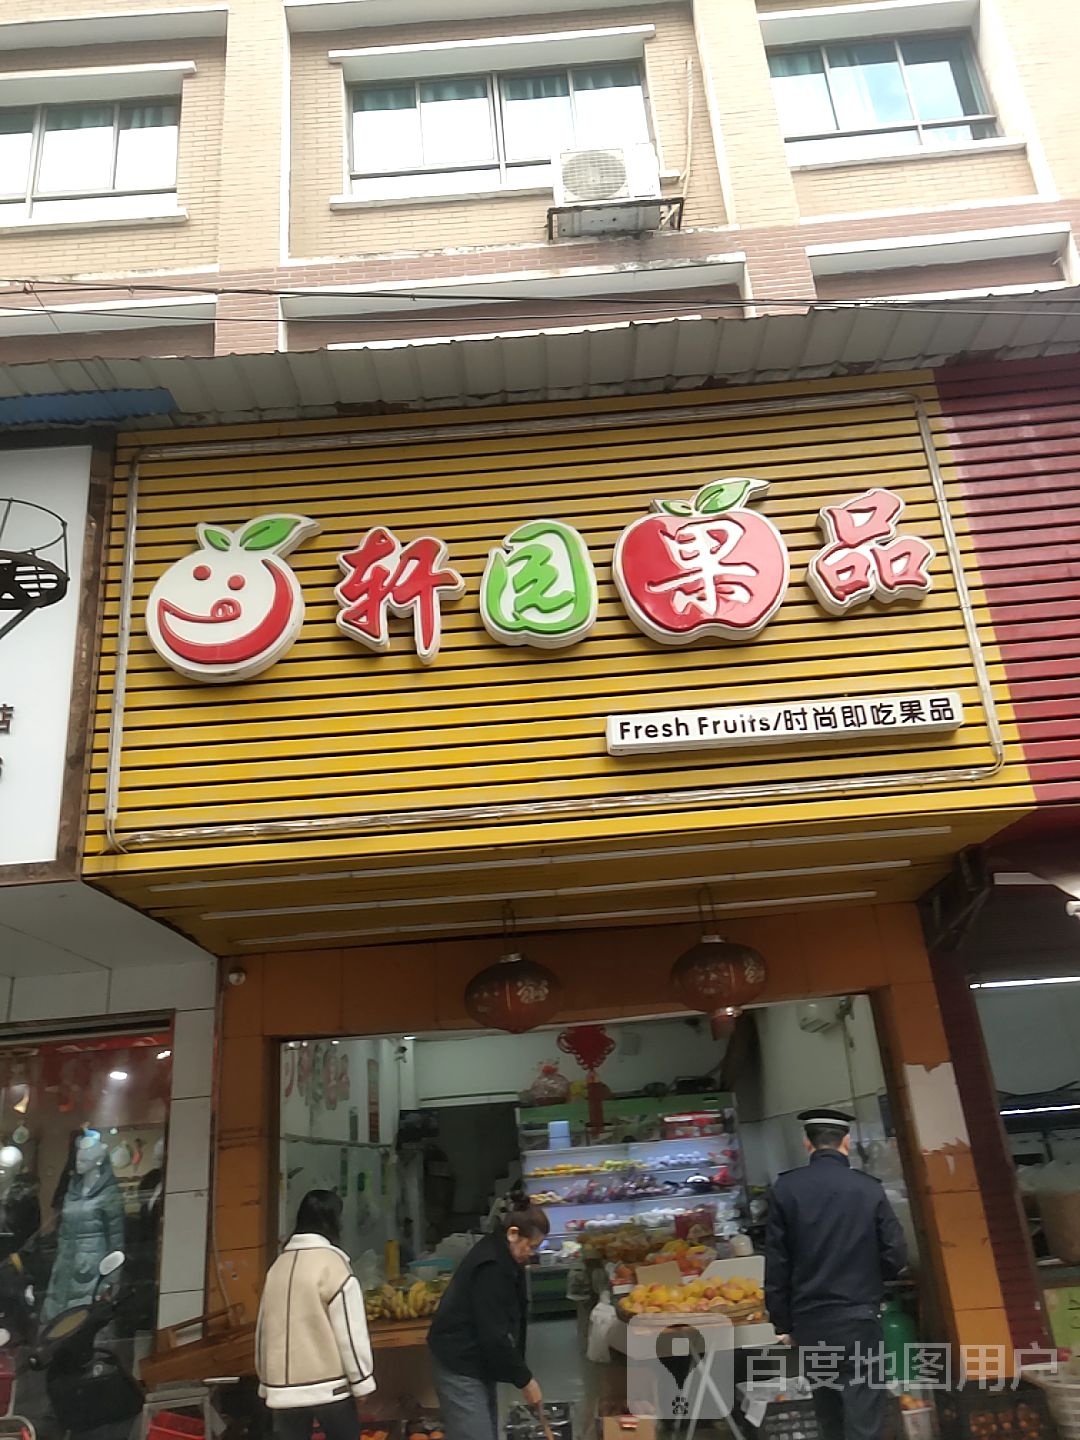 轩园果品
Fresh Fruits/时尚即吃果品
百度地图用户